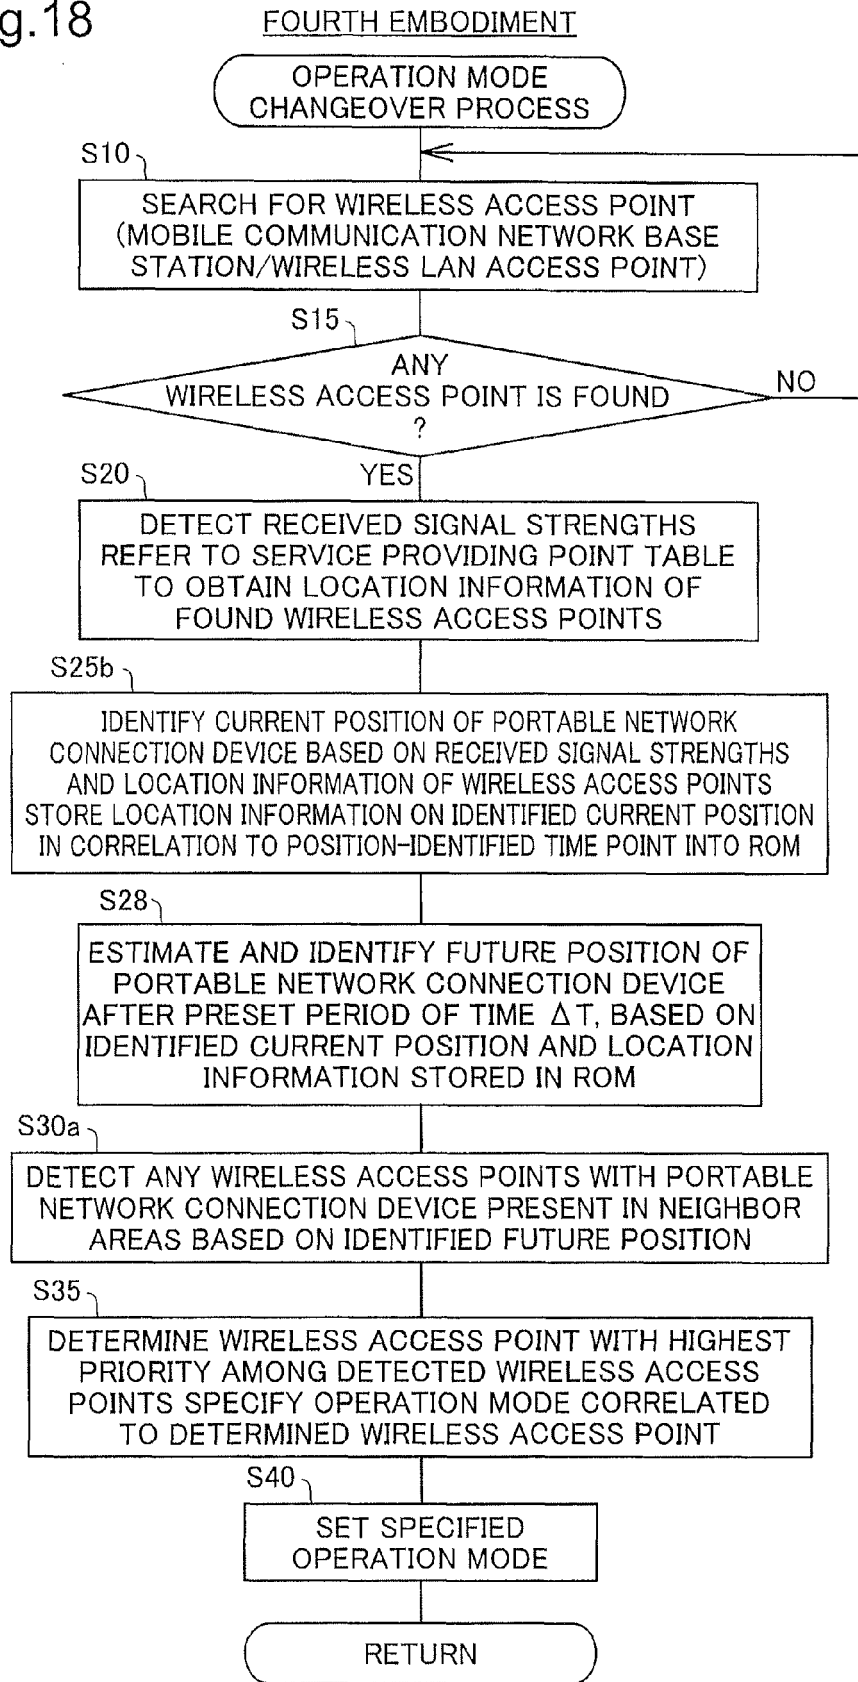 g.18
FOURTH EMBODIMENT
OPERATION MODE
CHANGEOVER PROCESS
S10
SEARCH FOR WIRELESS ACCESS POINT
(MOBILE COMMUNICATION NETWORK BASE
STATION/WIRELESS LAN ACCESS POINT)
S15
ANY
WIRELESS ACCESS POINT IS FOUND
?
NO
YES
S20
DETECT RECEIVED SIGNAL STRENGTHS
REFER TO SERVICE PROVIDING POINT TABLE
TO OBTAIN LOCATION INFORMATION OF
FOUND WIRELESS ACCESS POINTS
S25b
IDENTIFY CURRENT POSITION OF PORTABLE NETWORK
CONNECTION DEVICE BASED ON RECEIVED SIGNAL STRENGTHS
AND LOCATION INFORMATION OF WIRELESS ACCESS POINTS
STORE LOCATION INFORMATION ON IDENTIFIED CURRENT POSITION
IN CORRELATION TO POSITION-IDENTIFIED TIME POINT INTO ROM
S28
ESTIMATE AND IDENTIFY FUTURE POSITION OF
PORTABLE NETWORK CONNECTION DEVICE
AFTER PRESET PERIOD OF TIME ΔT, BASED ON
IDENTIFIED CURRENT POSITION AND LOCATION
INFORMATION STORED IN ROM
S30a
DETECT ANY WIRELESS ACCESS POINTS WITH PORTABLE
NETWORK CONNECTION DEVICE PRESENT IN NEIGHBOR
AREAS BASED ON IDENTIFIED FUTURE POSITION
S35
DETERMINE WIRELESS ACCESS POINT WITH HIGHEST
PRIORITY AMONG DETECTED WIRELESS ACCESS
POINTS SPECIFY OPERATION MODE CORRELATED
TO DETERMINED WIRELESS ACCESS POINT
S40
SET SPECIFIED
OPERATION MODE
RETURN